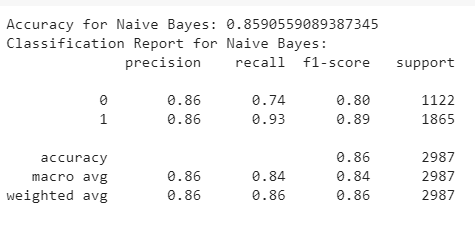 Accuracy for Naive Bayes: 0.8590559089387345
Classification Report for Naive Bayes:
precision recall f1-score support
0 0.86 0.74 0.80 1122
1 0.86 0.93 0.89 1865
accuracy 0.86 2987
macro avg 0.86 0.84 0.84 2987
weighted avg 0.86 0.86 0.86 2987